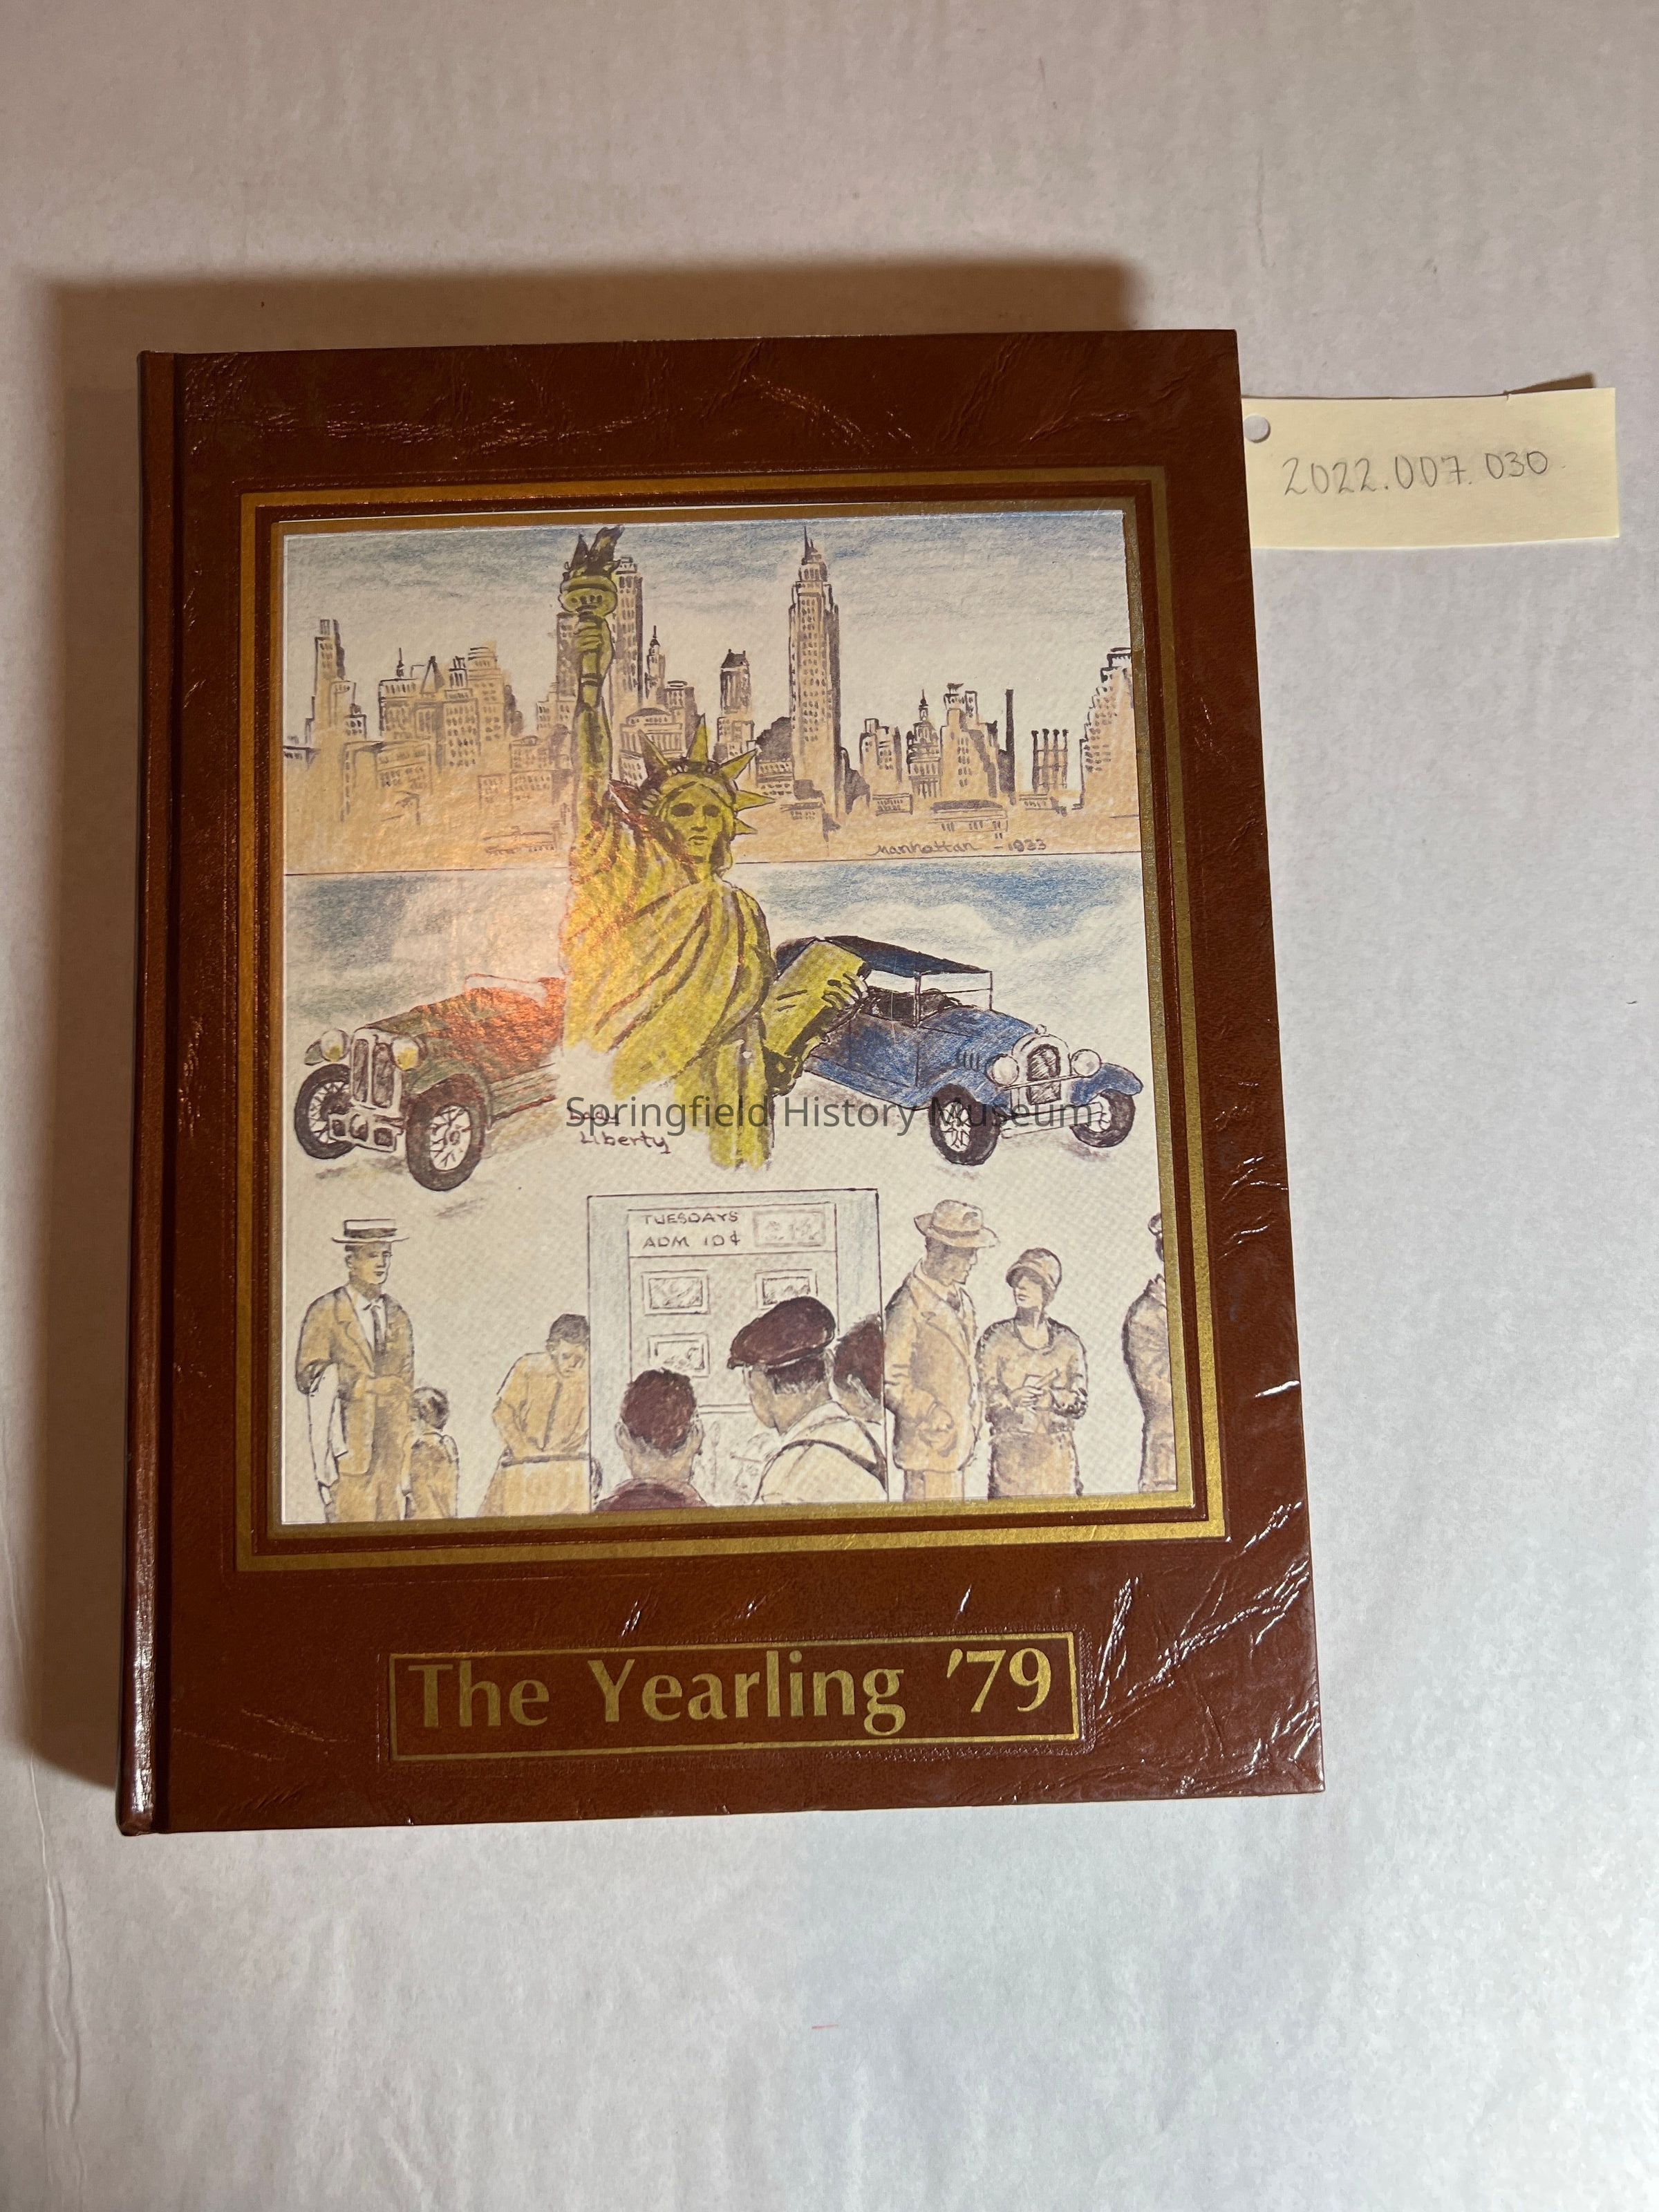 2022.007.030
Manhattan - 1933
Springfield History Museum
Liberty
TUESDAYS
ADM 10¢
The Yearling '79